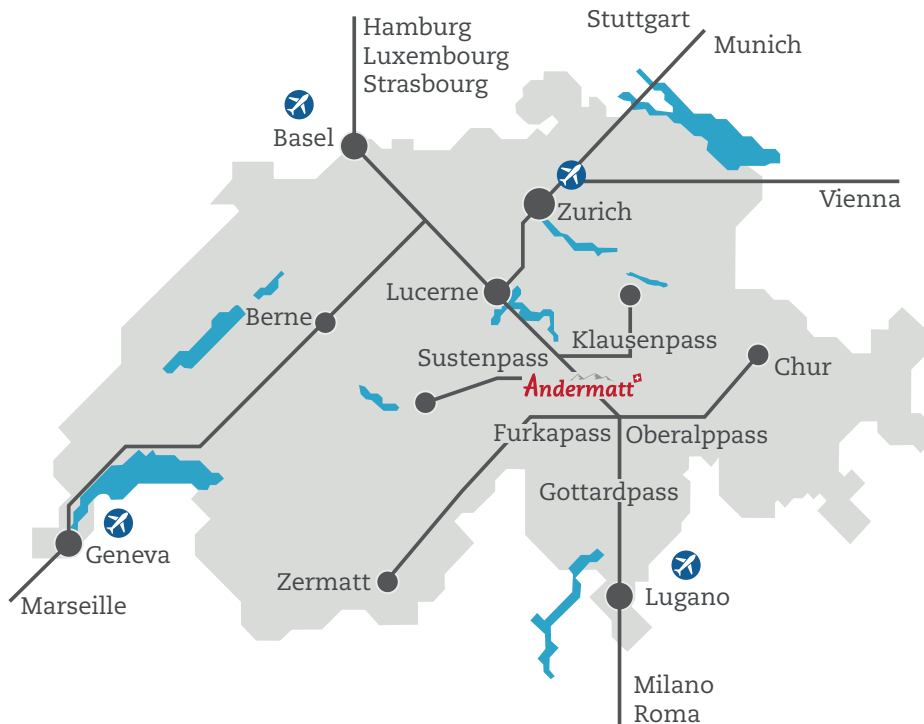 Hamburg
Luxembourg
Strasbourg
Stuttgart
Munich
Basel
Vienna
Zurich
Lucerne
Berne
Klausenpass
Sustenpass
Chur
Andermatt
Furkapass
Oberalppass
Gottardpass
Geneva
Zermatt
Lugano
Marseille
Milano
Roma